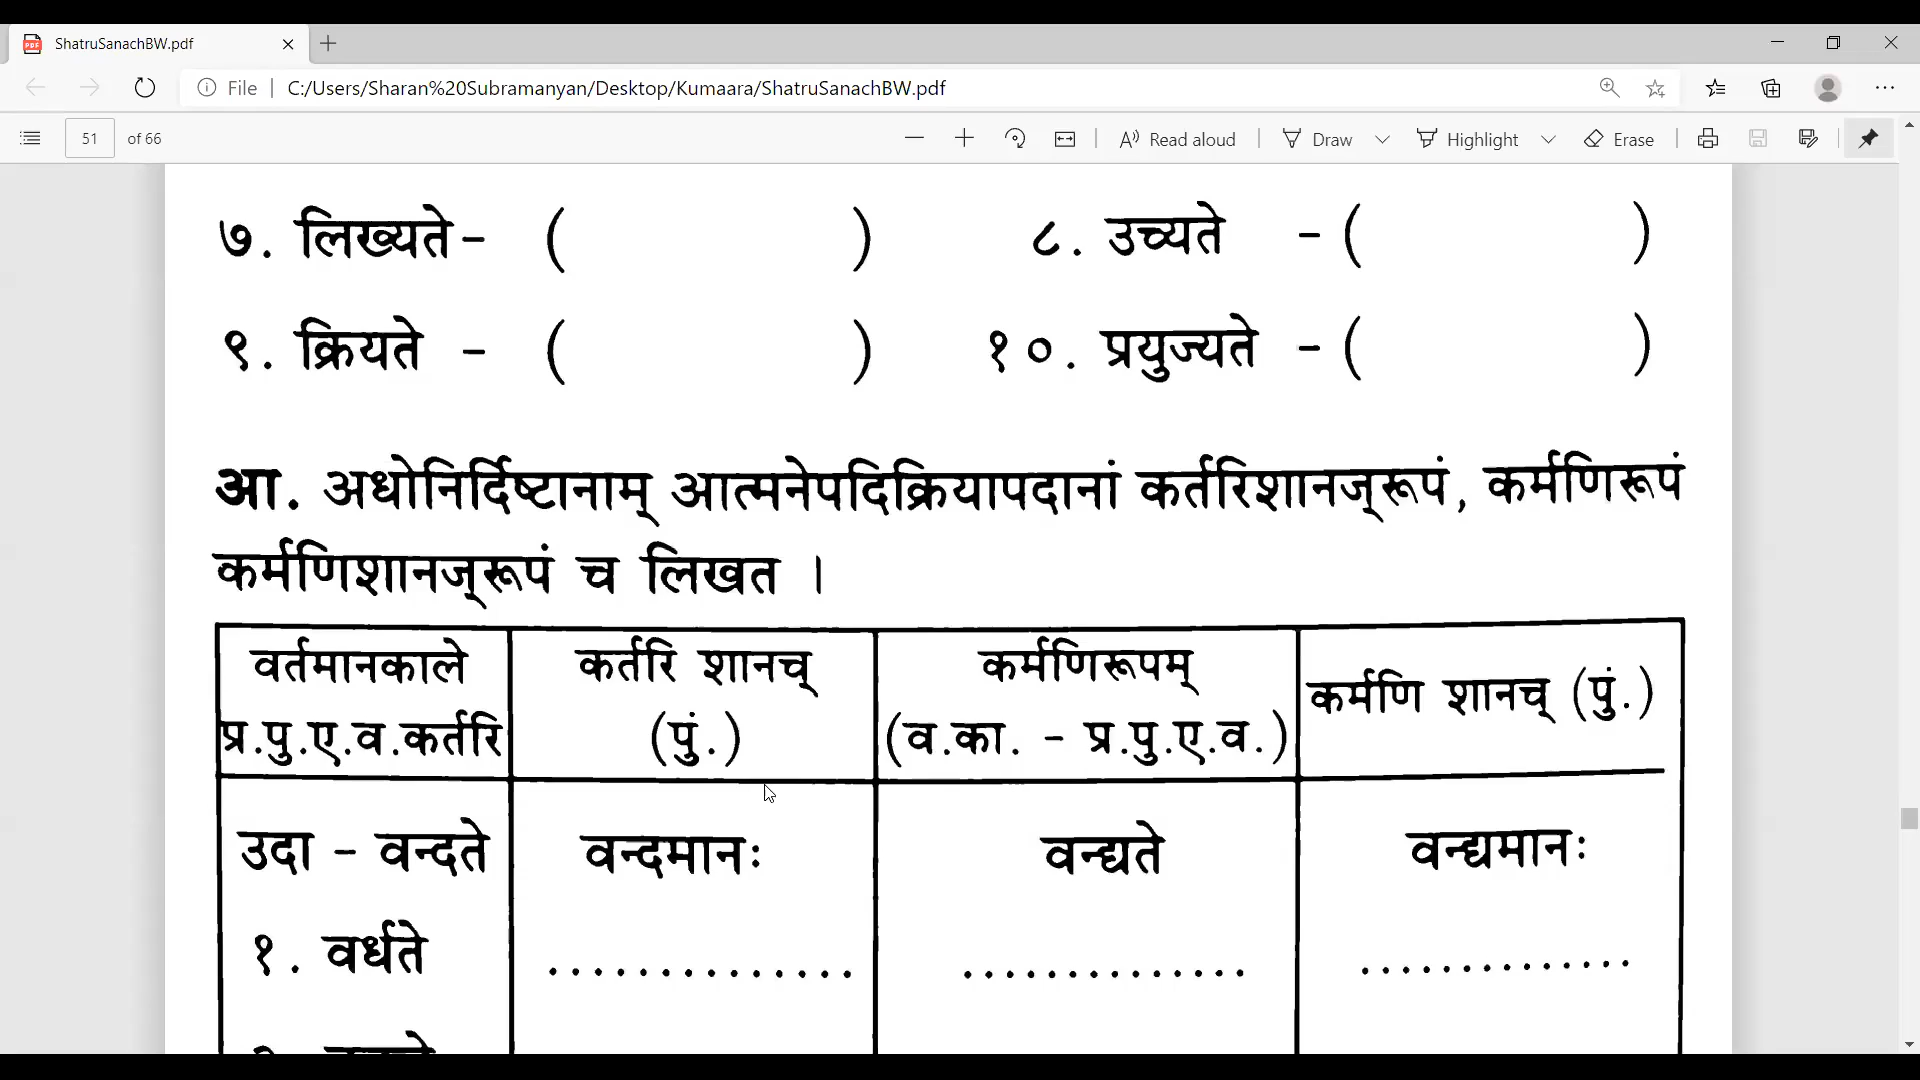 ShatruSanachBW.pdf
File | C:/Users/Sharan%20Subramanyan/Desktop/Kumaara/ShatruSanachBW.pdf
51 of 66 Read aloud Draw Highlight Erase
७. लिख्यते - ( ) ८. उच्यते - ( )
९. क्रियते - ( ) १०. प्रयुज्यते - ( )
आ. अधोनिर्दिष्टानाम् आत्मनेपदिक्रियापदानां कर्तरिशानज्रूपं, कर्मणिरूपं
कर्मणिशानज्रूपं च लिखत ।
वर्तमानकाले
प्र.पु.ए.व.कर्तरि
कर्तरि शानच्
(पुं.)
कर्मणिरूपम्
(व.का. - प्र.पु.ए.व.)
कर्मणि शानच् (पुं.)
उदा - वन्दते वन्दमानः वन्द्यते वन्द्यमानः
१. वर्धते .............. ............. .............